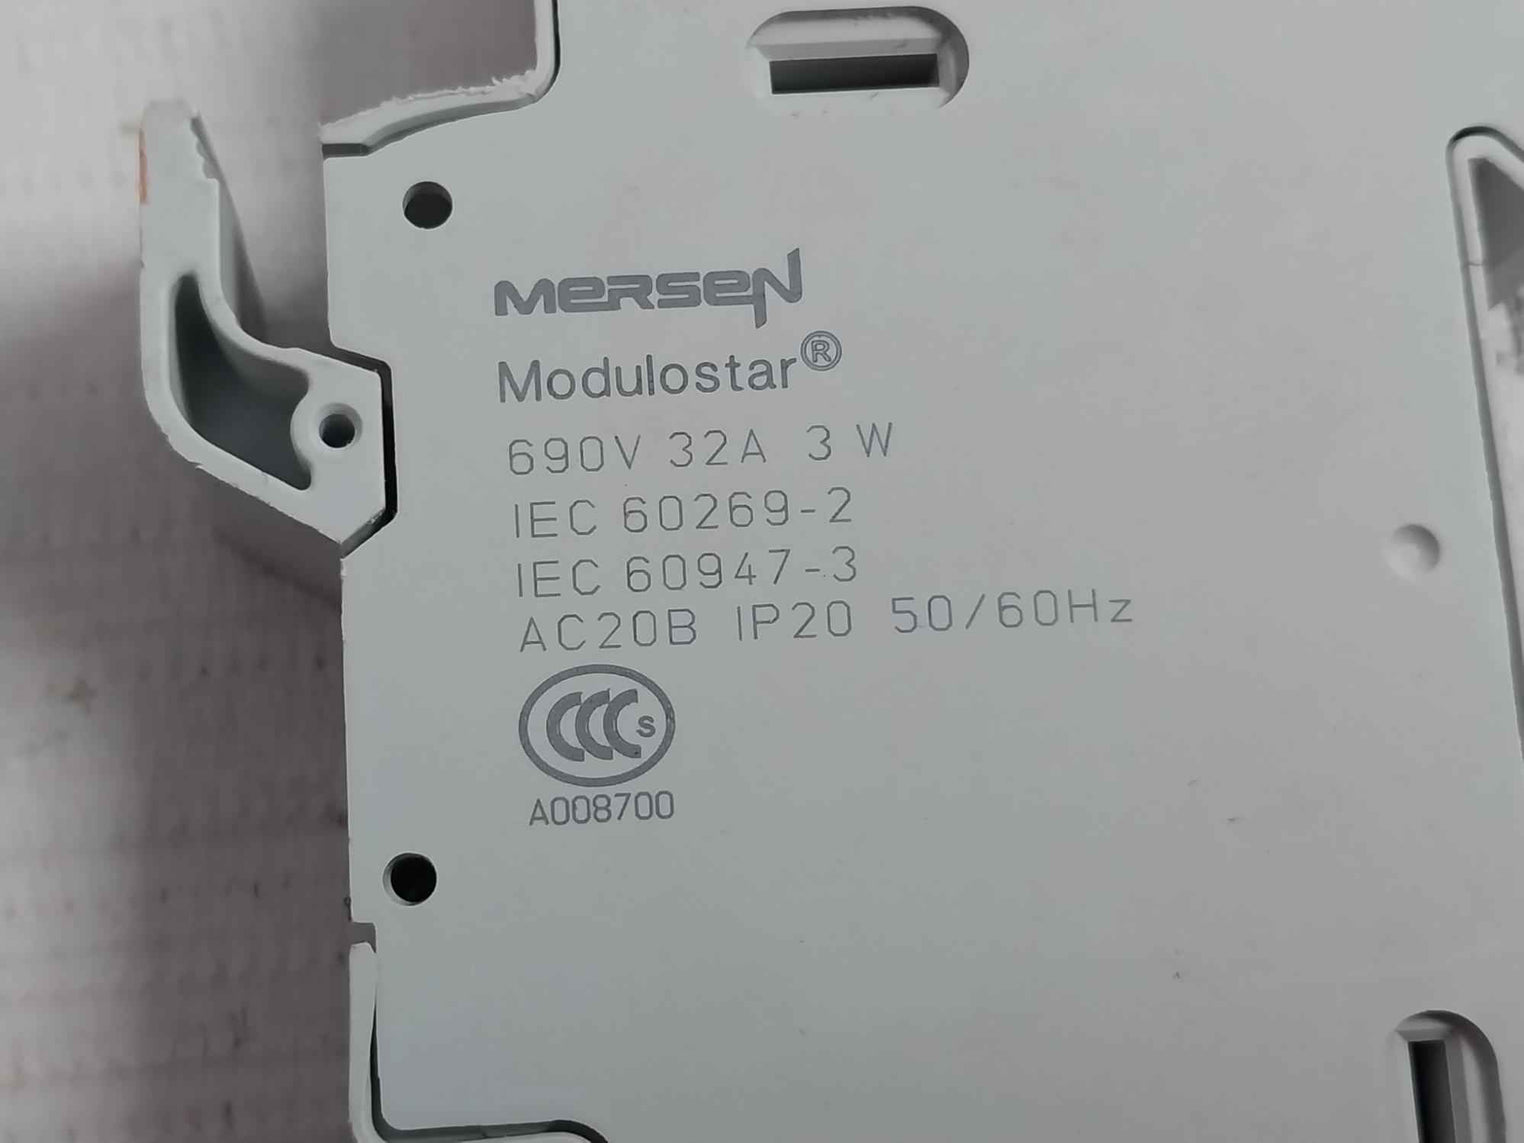 MERSEN
Modulostar®
690V 32A 3 W
IEC 60269-2
IEC 60947-3
AC20B IP20 50/60Hz
CCC S
A008700